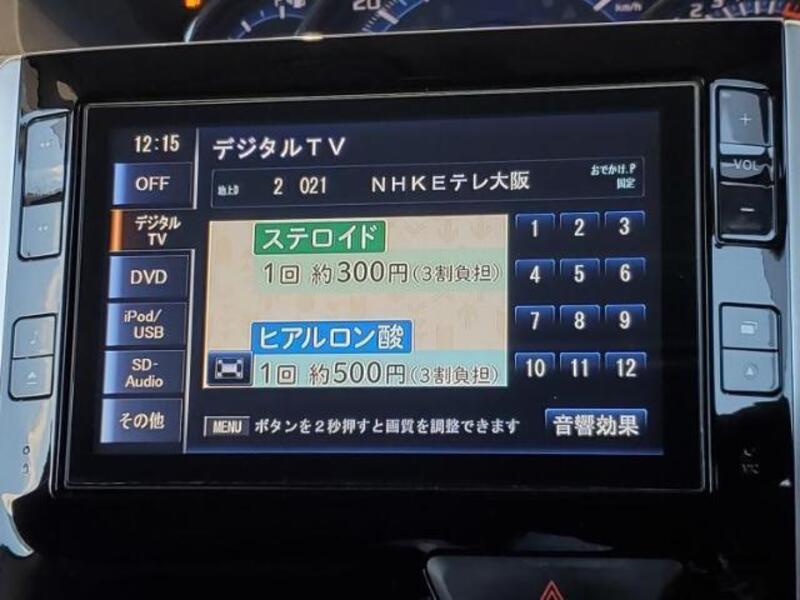 20
km/h
2
3
12:15
デジタルTV
OFF
地上D 2 021 NHKEテレ大阪
おでかけ.P
固定
デジタル
TV
DVD
iPod/
USB
SD-
Audio
その他
ステロイド
1回 約300円(3割負担)
ヒアルロン酸
1回 約500円(3割負担)
1 2 3
4 5 6
7 8 9
10 11 12
MENU ボタンを2秒押すと画質を調整できます
音響効果
+
VOL
-